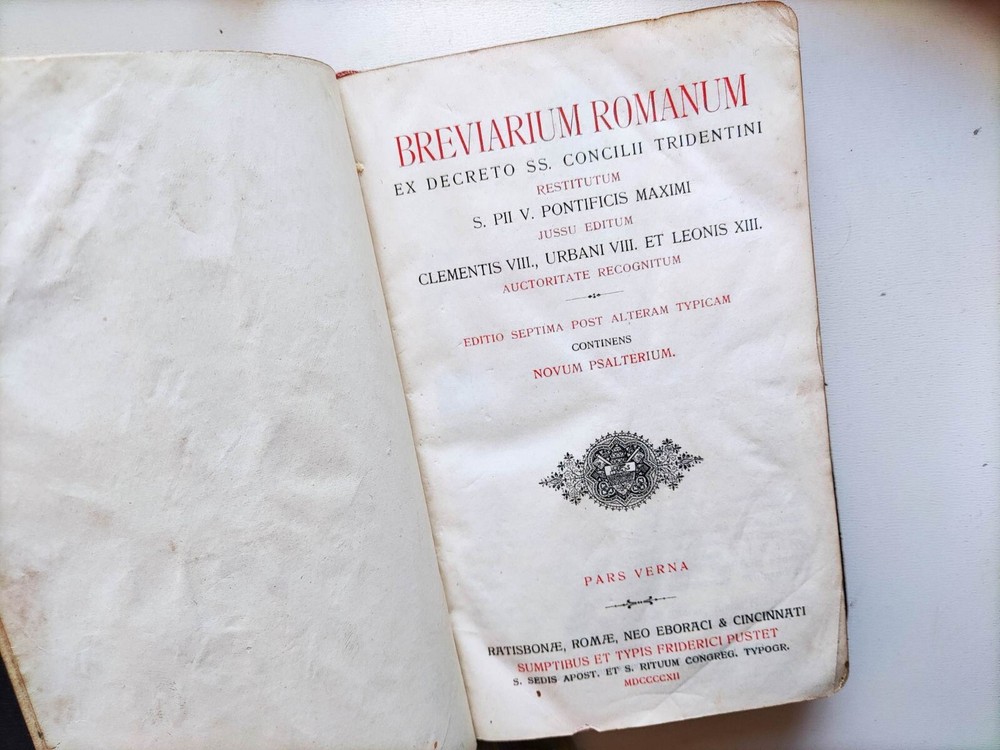 BREVIARIUM ROMANUM
EX DECRETO SS. CONCILII TRIDENTINI
RESTITUTUM
S. PII V. PONTIFICIS MAXIMI
JUSSU EDITUM
CLEMENTIS VIII., URBANI VIII. ET LEONIS XIII.
AUCTORITATE RECOGNITUM
EDITIO SEPTIMA POST ALTERAM TYPICAM
CONTINENS
NOVUM PSALTERIUM.
PARS VERNA
RATISBONÆ, ROMÆ, NEO EBORACI & CINCINNATI
SUMPTIBUS ET TYPIS FRIDERICI PUSTET
S. SEDIS APOST. ET S. RITUUM CONGREG. TYPOGR.
MDCCCCXII